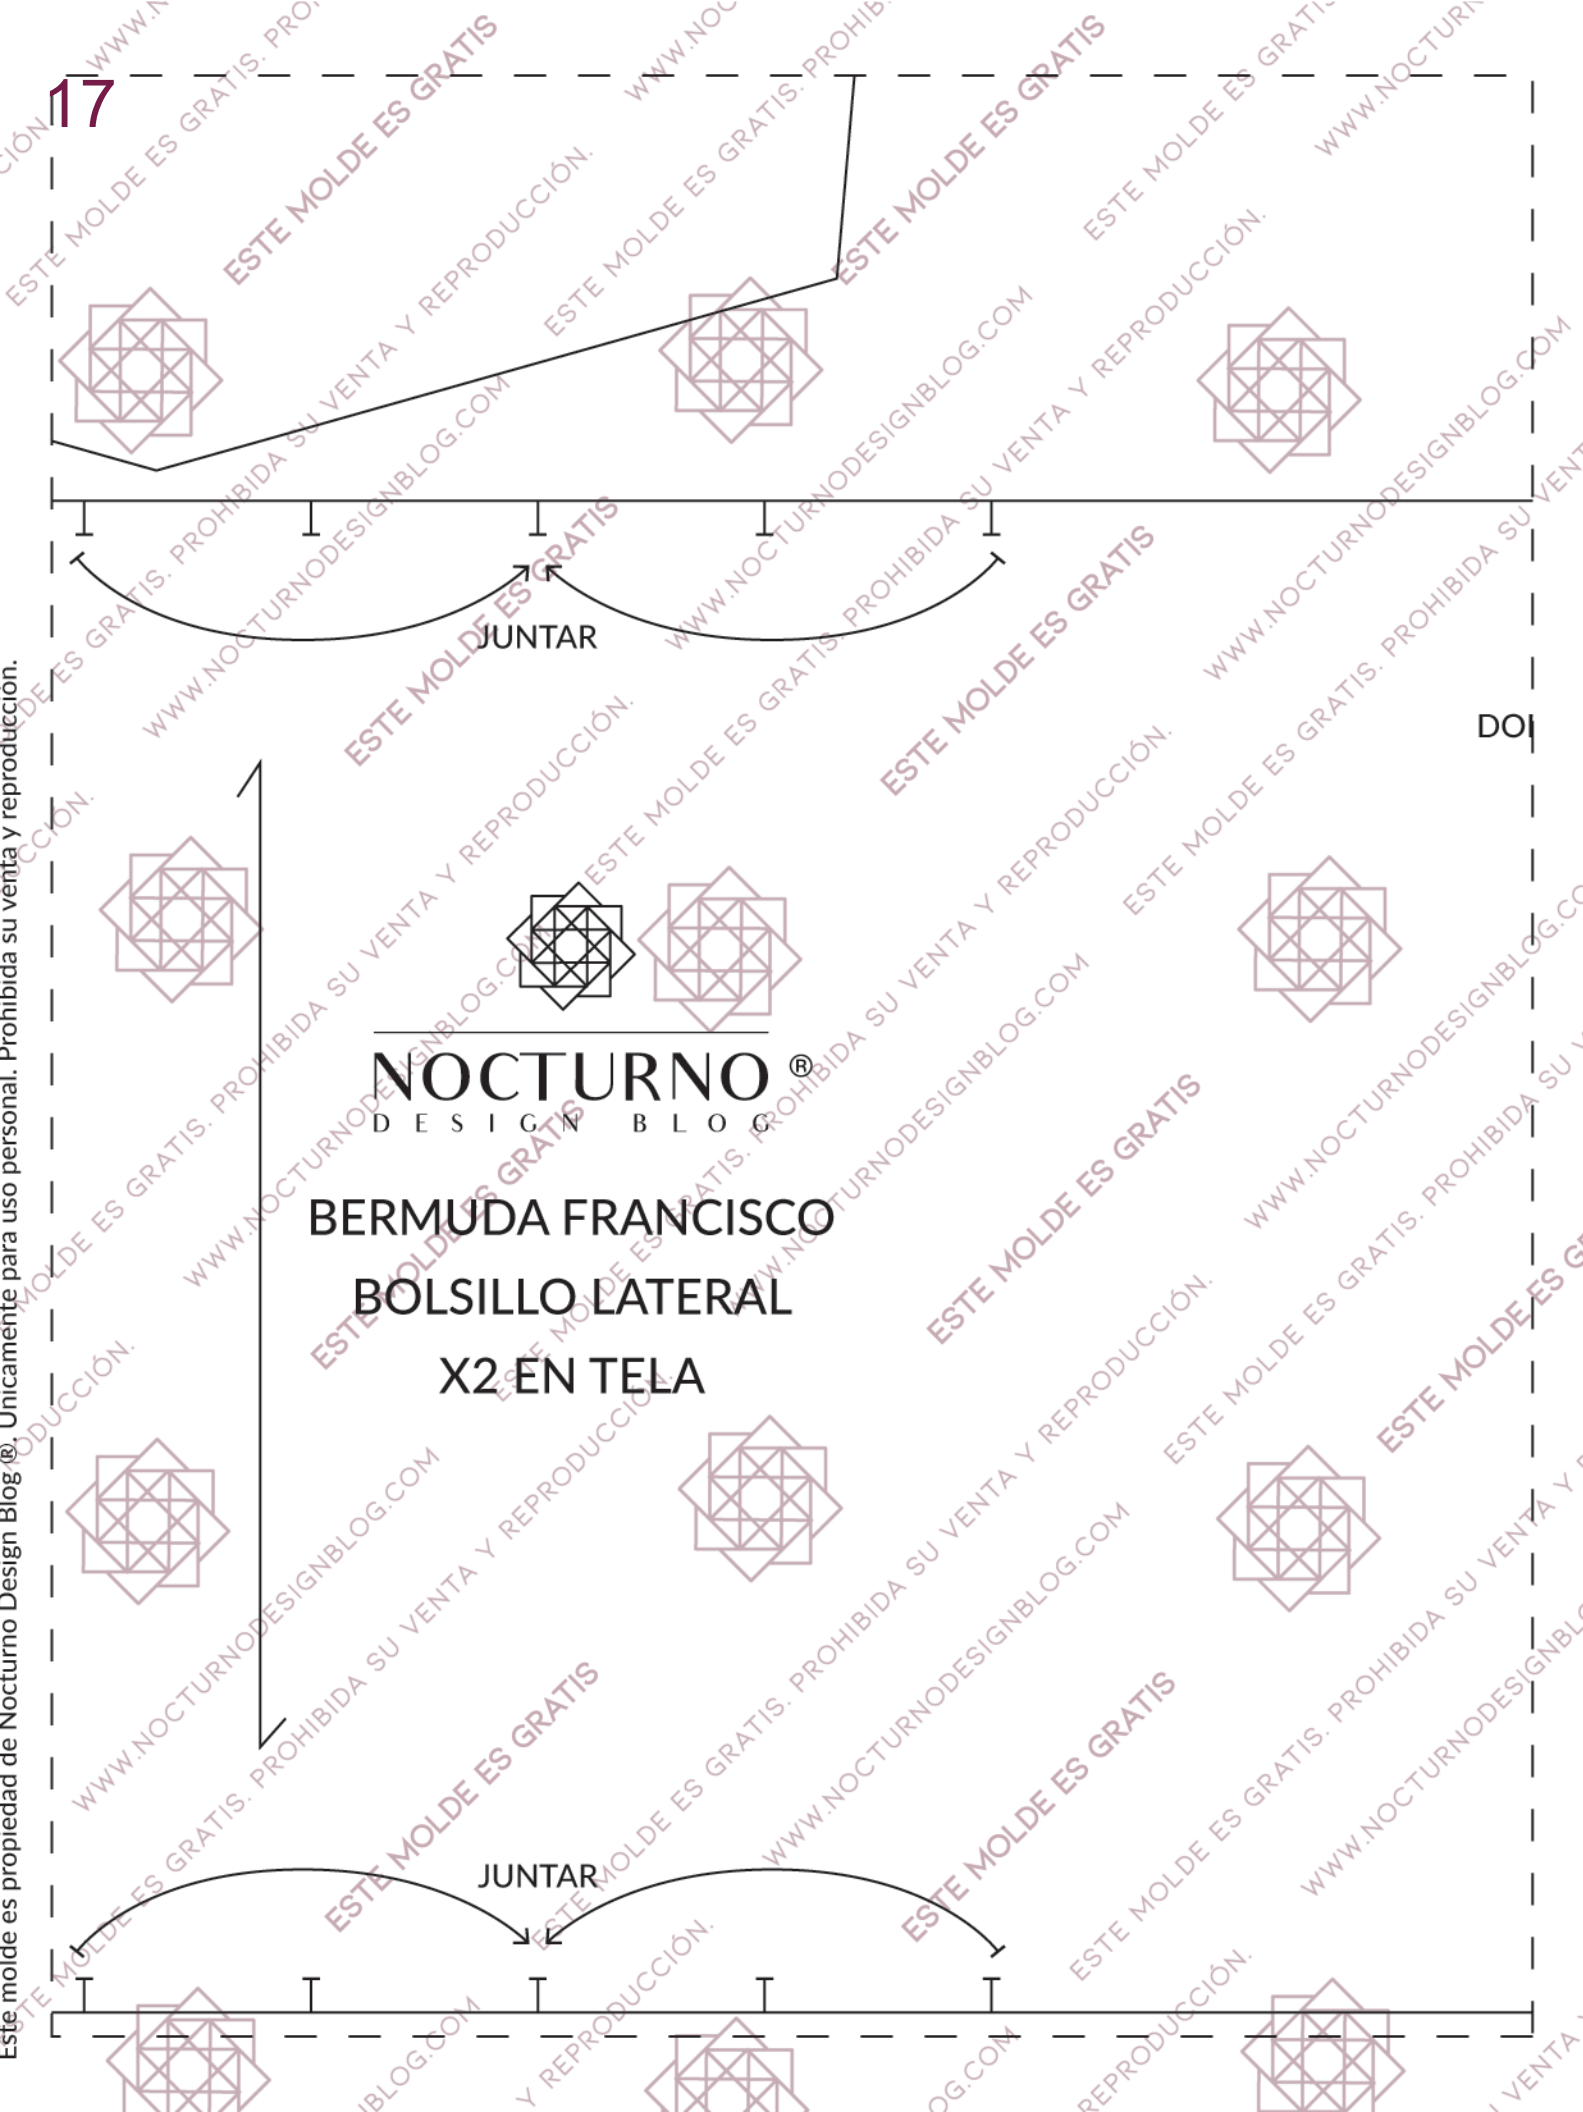 17
JUNTAR
DOI
NOCTURNO ®
DESIGN BLOG
BERMUDA FRANCISCO
BOLSILLO LATERAL
X2 EN TELA
JUNTAR
Este molde es propiedad de Nocturno Design Blog ®. Unicamente para uso personal. Prohibida su venta y reproducción.
ESTE MOLDE ES GRATIS
ESTE MOLDE ES GRATIS. PROHIBIDA SU VENTA Y REPRODUCCIÓN.
WWW.NOCTURNODESIGNBLOG.COM